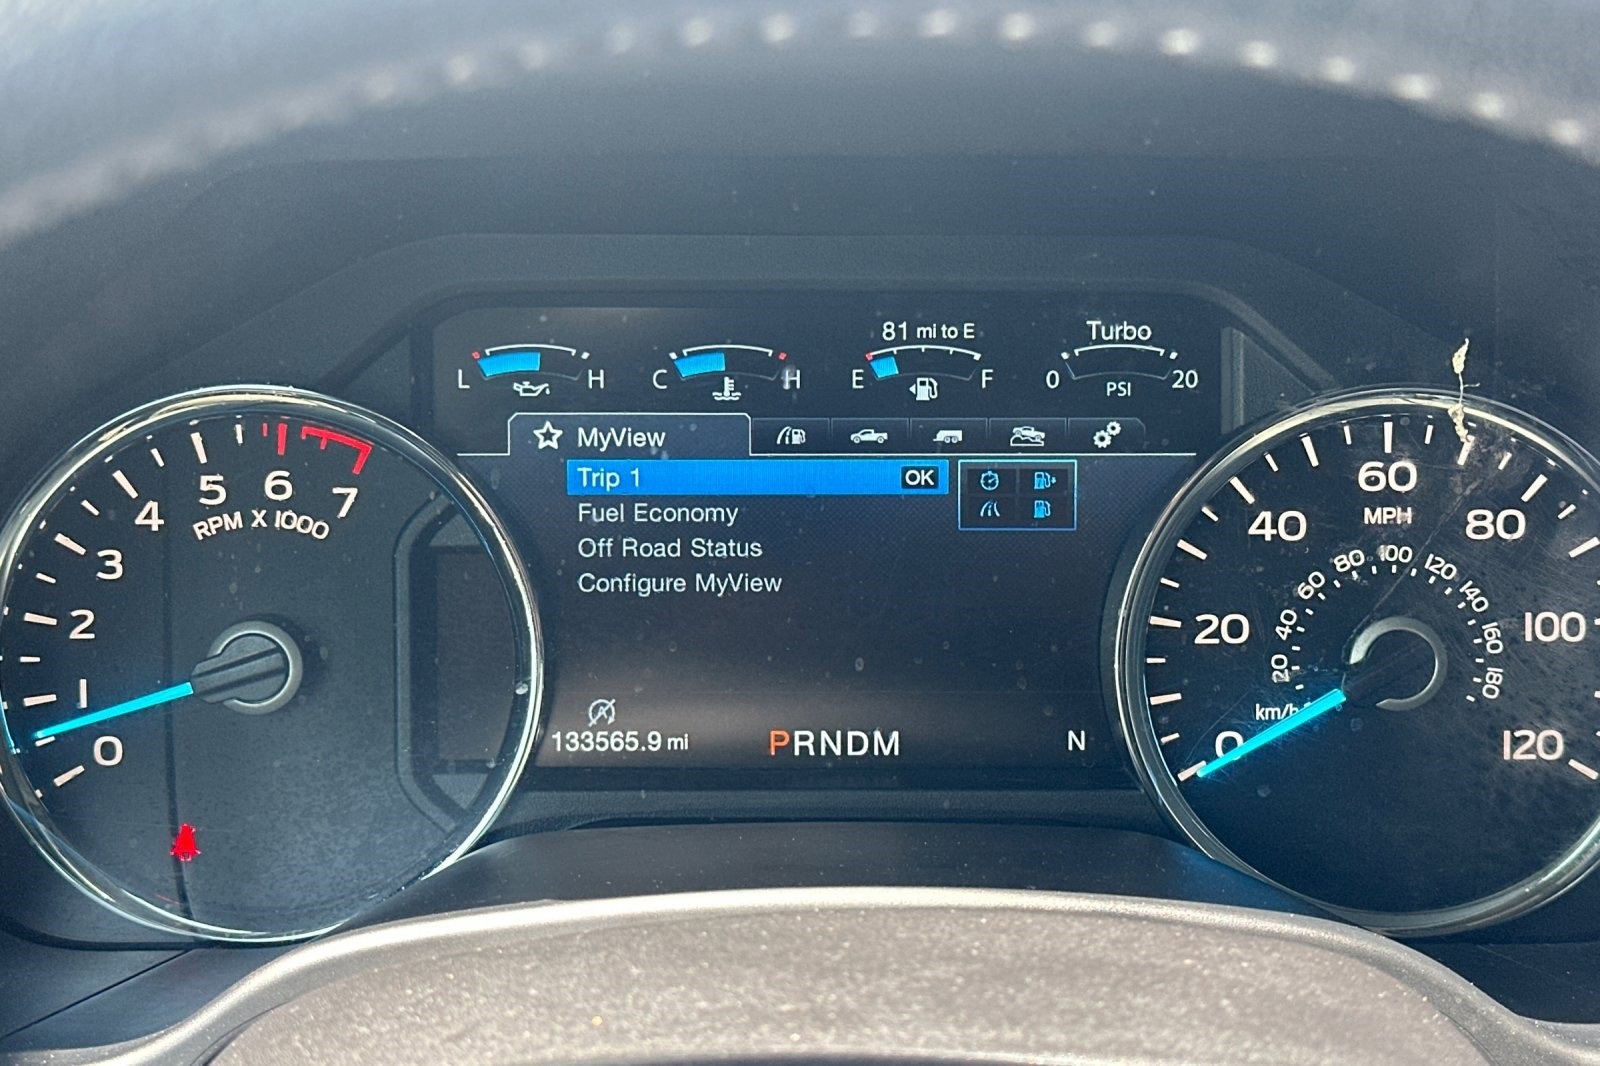 81 mi to E
Turbo
L H
C H
E F
0 PSI 20
MyView
Trip 1 OK
Fuel Economy
Off Road Status
Configure MyView
133565.9 mi
PRNDM
N
0 1 2 3 4 5 6 7
RPM X 1000
0 20 40 60 80 100 120
MPH
20 40 60 80 100 120 140 160 180
km/h